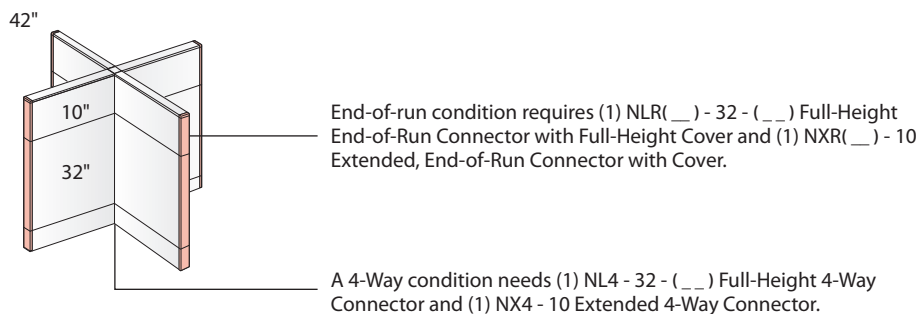 42"
10"
32"
End-of-run condition requires (1) NLR( __ ) - 32 - ( _ _ ) Full-Height
End-of-Run Connector with Full-Height Cover and (1) NXR( __ ) - 10
Extended, End-of-Run Connector with Cover.
A 4-Way condition needs (1) NL4 - 32 - ( _ _ ) Full-Height 4-Way
Connector and (1) NX4 - 10 Extended 4-Way Connector.